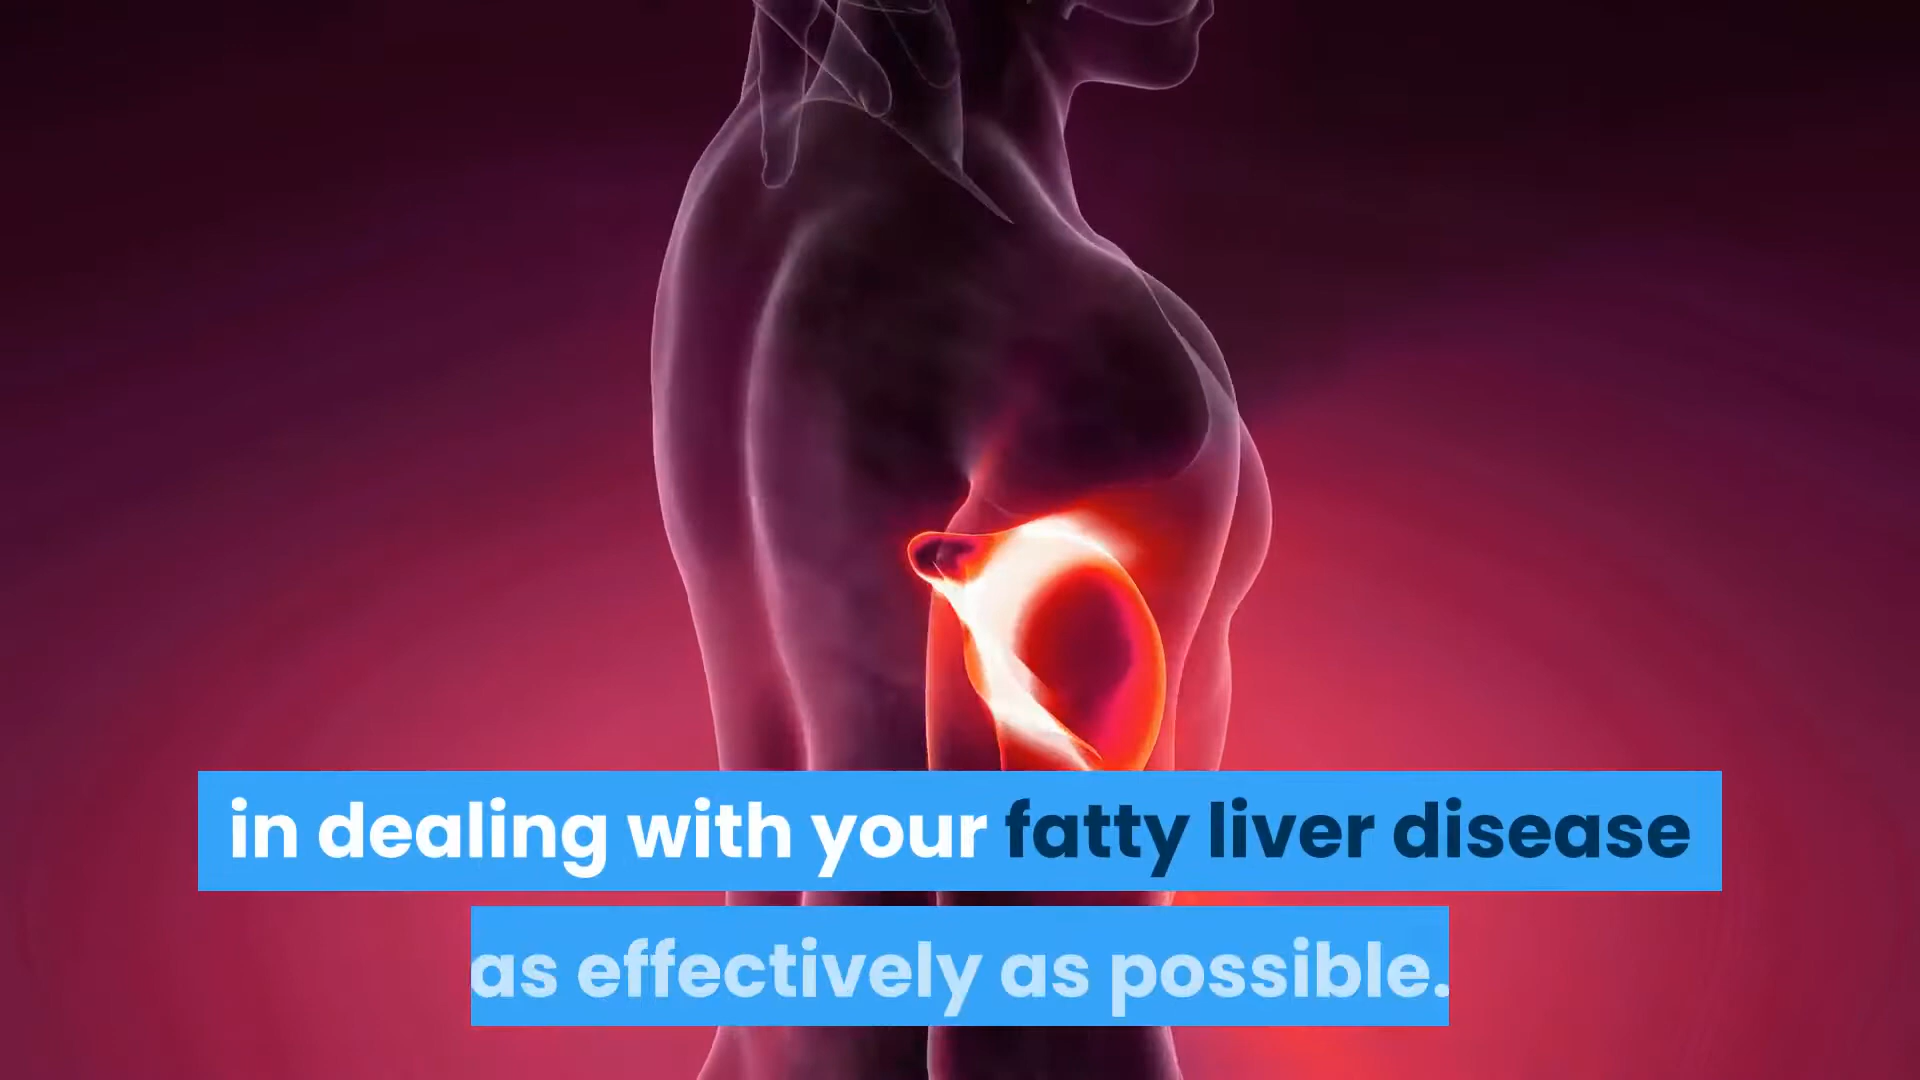 in dealing with your fatty liver disease
as effectively as possible.